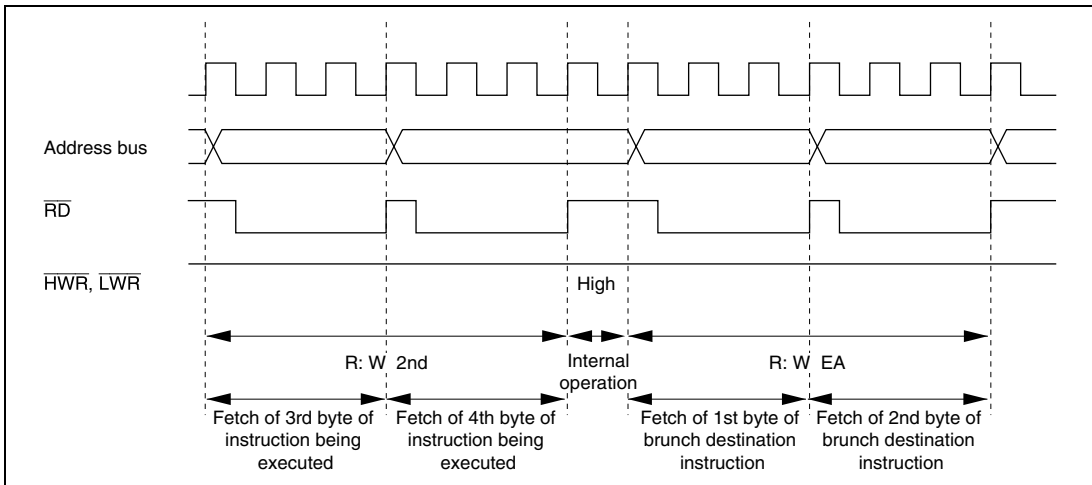 Address bus
RD
HWR, LWR
High
R: W 2nd
Internal
operation
R: W EA
Fetch of 3rd byte of
instruction being
executed
Fetch of 4th byte of
instruction being
executed
Fetch of 1st byte of
brunch destination
instruction
Fetch of 2nd byte of
brunch destination
instruction